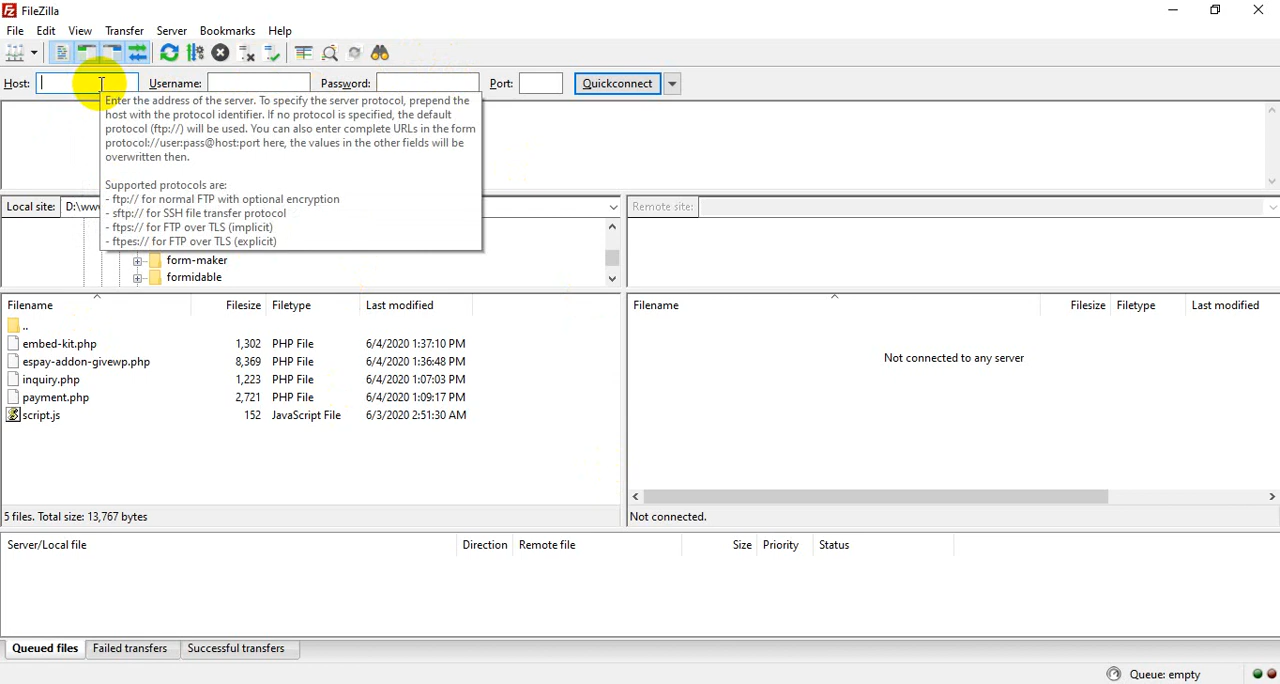 FileZilla
File Edit View Transfer Server Bookmarks Help
Host: Username: Password: Port: Quickconnect
Enter the address of the server. To specify the server protocol, prepend the
host with the protocol identifier. If no protocol is specified, the default
protocol (ftp://) will be used. You can also enter complete URLs in the form
protocol://user:pass@host:port here, the values in the other fields will be
overwritten then.
Supported protocols are:
- ftp:// for normal FTP with optional encryption
- sftp:// for SSH file transfer protocol
- ftps:// for FTP over TLS (implicit)
- ftpes:// for FTP over TLS (explicit)
Local site: Remote site:
form-maker
formidable
Filename Filesize Filetype Last modified
..
embed-kit.php 1,302 PHP File 6/4/2020 1:37:10 PM
espay-addon-givewp.php 8,369 PHP File 6/4/2020 1:36:48 PM
inquiry.php 1,223 PHP File 6/4/2020 1:07:03 PM
payment.php 2,721 PHP File 6/4/2020 1:09:17 PM
script.js 152 JavaScript File 6/3/2020 2:51:30 AM
5 files. Total size: 13,767 bytes
Filename Filesize Filetype Last modified
Not connected to any server
Not connected.
Server/Local file Direction Remote file Size Priority Status
Queued files Failed transfers Successful transfers
Queue: empty